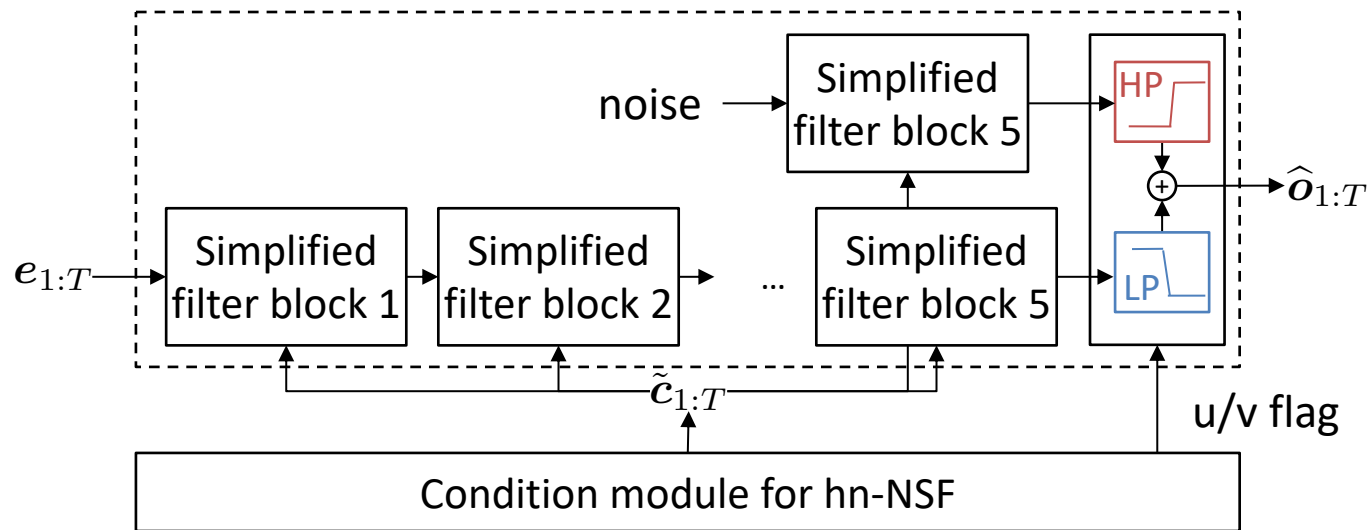 Simplified
filter block 5
noise
HP
+
ô₁:T
e₁:T
Simplified
filter block 1
Simplified
filter block 2
...
Simplified
filter block 5
LP
c̃₁:T
u/v flag
Condition module for hn-NSF